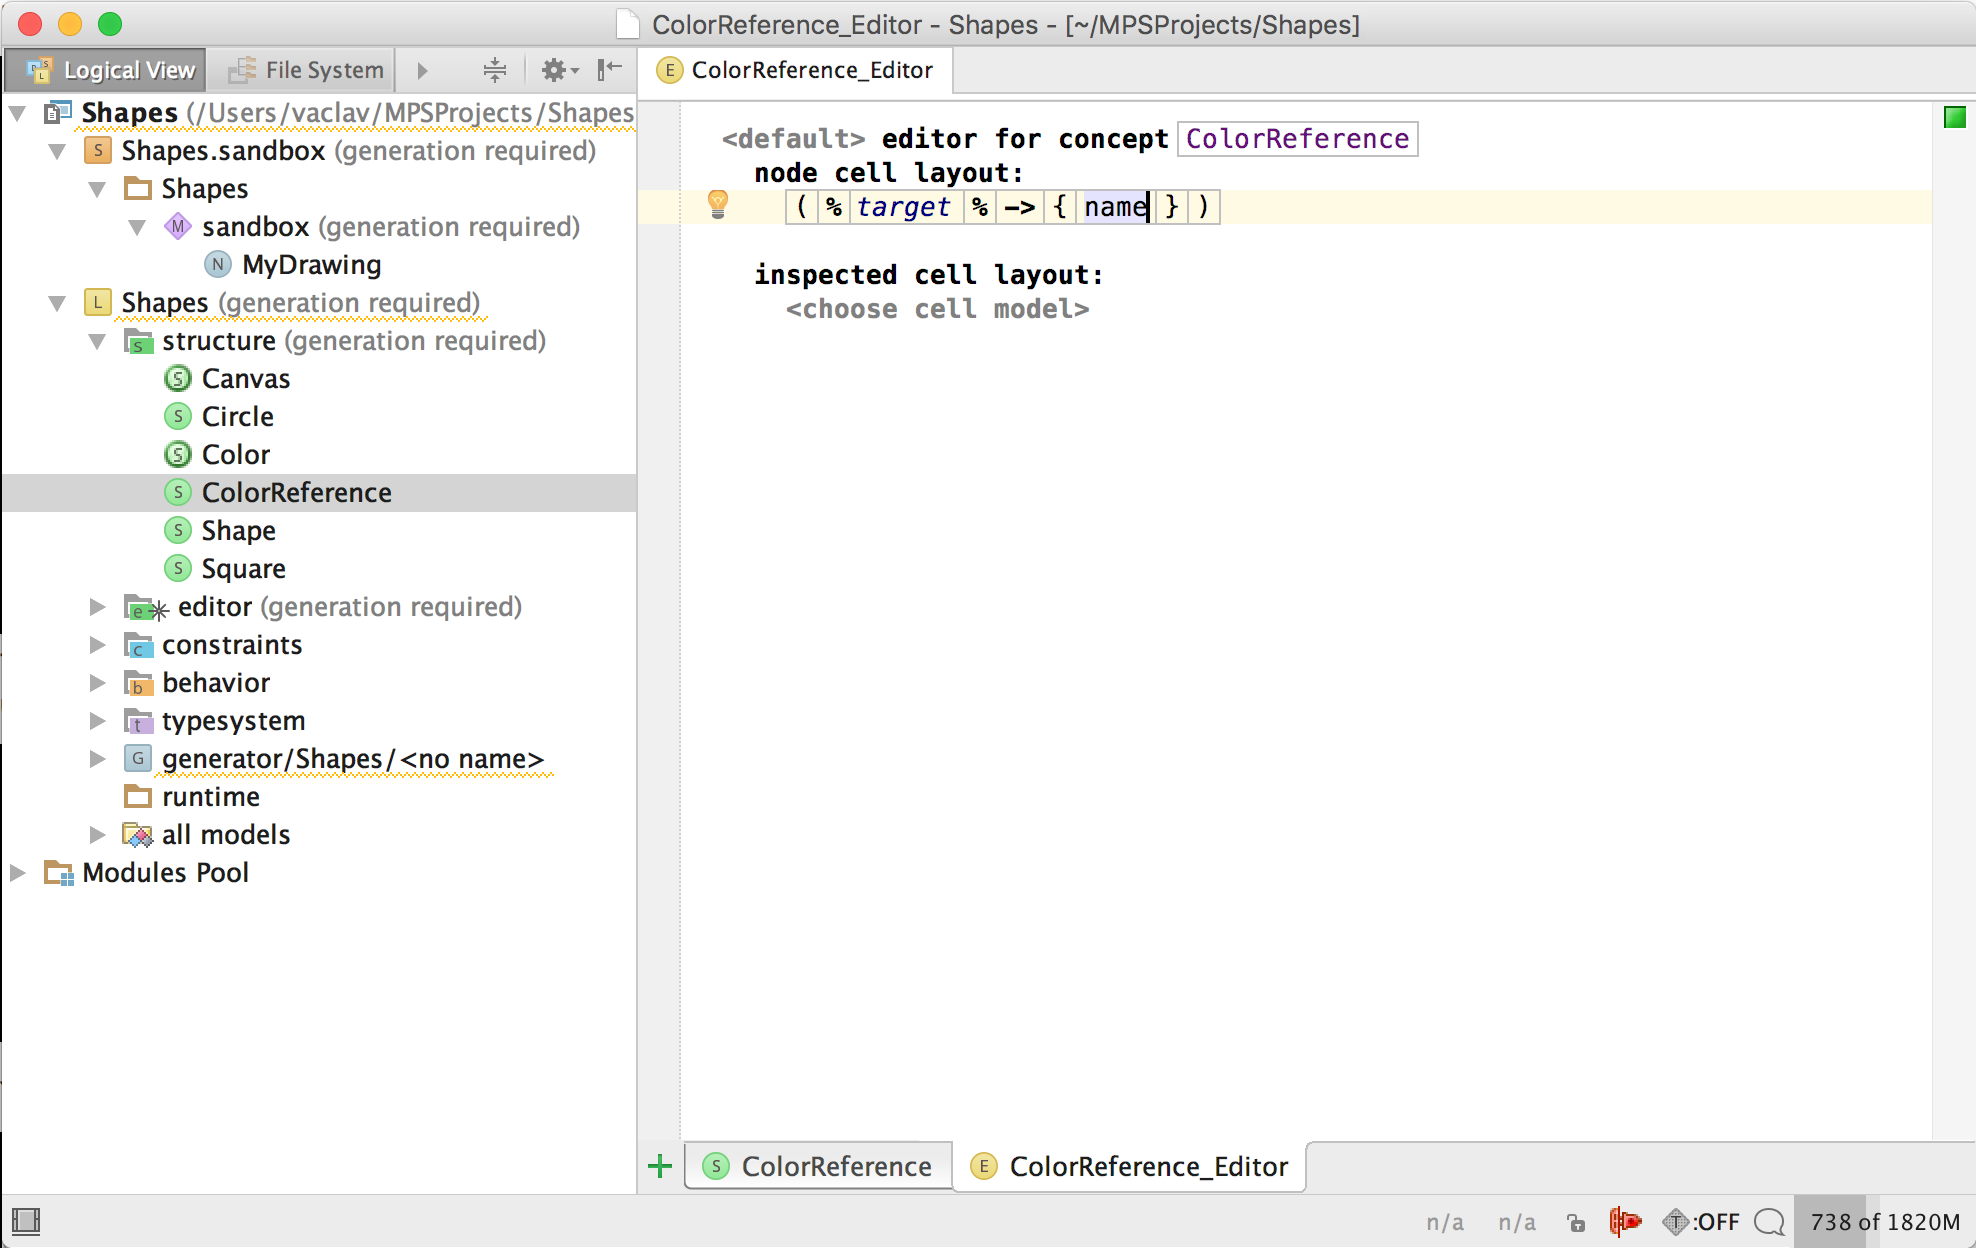 ColorReference_Editor - Shapes - [~/MPSProjects/Shapes]
Logical View File System
E ColorReference_Editor
Shapes (/Users/vaclav/MPSProjects/Shapes
S Shapes.sandbox (generation required)
Shapes
M sandbox (generation required)
N MyDrawing
L Shapes (generation required)
S structure (generation required)
S Canvas
S Circle
S Color
S ColorReference
S Shape
S Square
e editor (generation required)
c constraints
b behavior
t typesystem
G generator/Shapes/<no name>
runtime
all models
Modules Pool
<default> editor for concept ColorReference
node cell layout:
( % target % -> { name } )
inspected cell layout:
<choose cell model>
S ColorReference E ColorReference_Editor
n/a n/a T :OFF 738 of 1820M